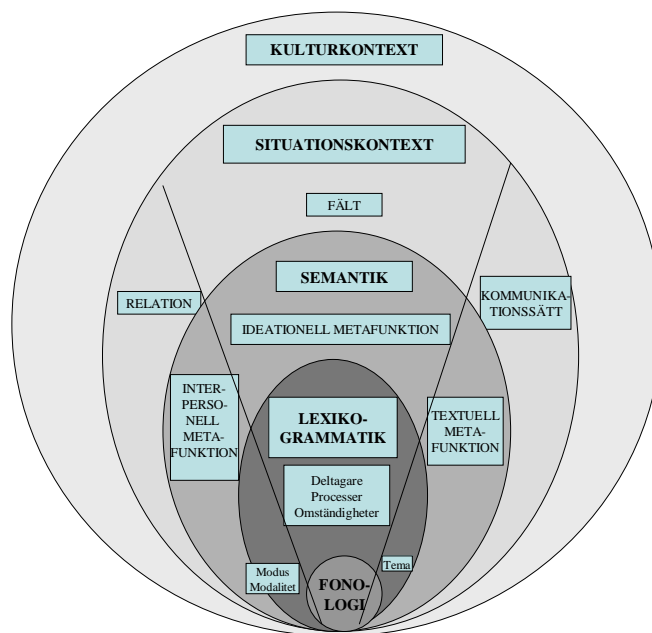 KULTURKONTEXT
SITUATIONSKONTEXT
FÄLT
SEMANTIK
RELATION
KOMMUNIKA-
TIONSSÄTT
IDEATIONELL METAFUNKTION
INTER-
PERSO-
NELL
META-
FUNKTION
LEXIKO-
GRAMMATIK
TEXTUELL
META-
FUNKTION
Deltagare
Processer
Omständigheter
Modus
Modalitet
Tema
FONO-
LOGI